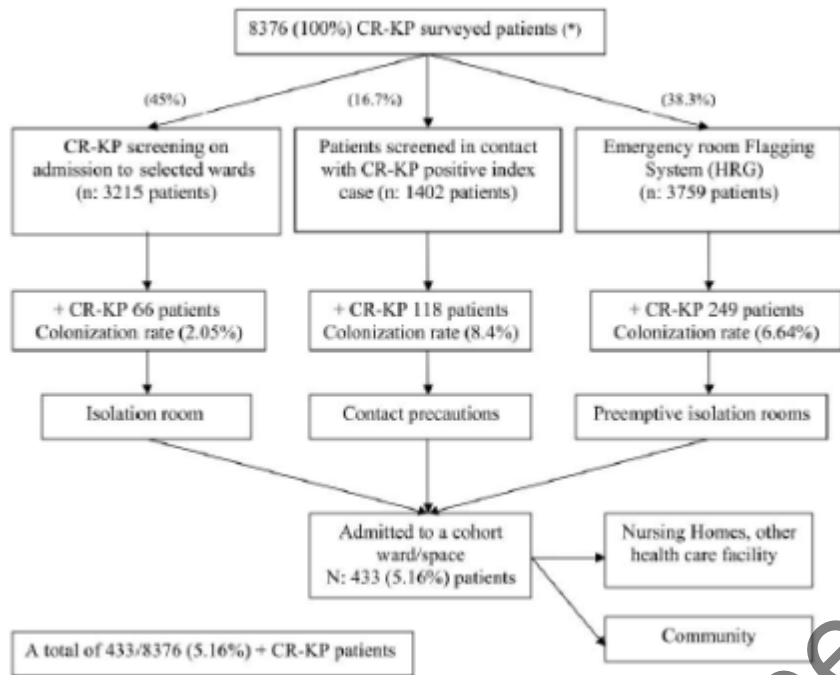 8376 (100%) CR-KP surveyed patients (*)
(45%)
(16.7%)
(38.3%)
CR-KP screening on
admission to selected wards
(n: 3215 patients)
Patients screened in contact
with CR-KP positive index
case (n: 1402 patients)
Emergency room Flagging
System (HRG)
(n: 3759 patients)
+ CR-KP 66 patients
Colonization rate (2.05%)
+ CR-KP 118 patients
Colonization rate (8.4%)
+ CR-KP 249 patients
Colonization rate (6.64%)
Isolation room
Contact precautions
Preemptive isolation rooms
Admitted to a cohort
ward/space
N: 433 (5.16%) patients
Nursing Homes, other
health care facility
Community
A total of 433/8376 (5.16%) + CR-KP patients